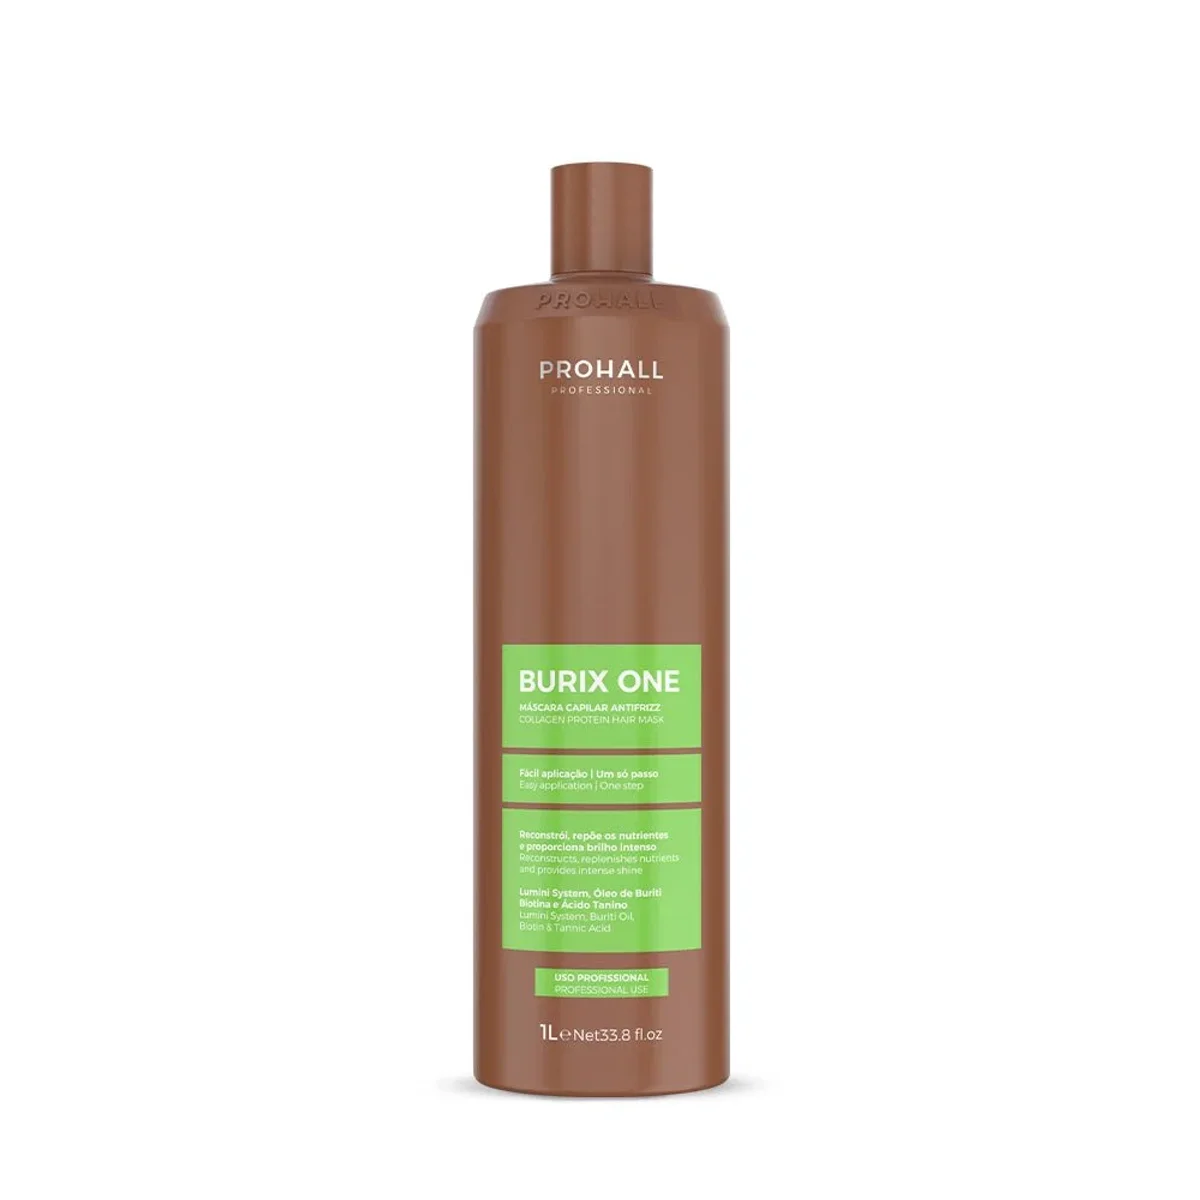 PROHALL
PROHALL
PROFESSIONAL
BURIX ONE
MÁSCARA CAPILAR ANTIFRIZZ
COLLAGEN PROTEIN HAIR MASK
Fácil aplicação | Um só passo
Easy application | One step
Reconstrói, repõe os nutrientes
e proporciona brilho intenso
Reconstructs, replenishes nutrients
and provides intense shine
Lumini System, Óleo de Buriti
Biotina e Ácido Tanino
Lumini System, Buriti Oil,
Biotin & Tannic Acid
USO PROFISSIONAL
PROFESSIONAL USE
1L℮Net33.8 fl.oz